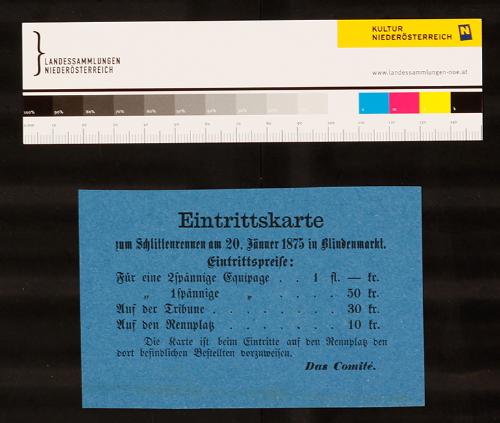 LANDESSAMMLUNGEN
NIEDERÖSTERREICH
KULTUR
NIEDERÖSTERREICH
N
www.landessammlungen-noe.at
Eintrittskarte
zum Schlittenrennen am 20. Jänner 1875 in Blindenmarkt.
Eintrittspreise:
Für eine 2spännige Equipage . . 1 fl. — kr.
„ 1spännige „ . . . . . 50 kr.
Auf der Tribune . . . . . . . . 30 kr.
Auf den Rennplatz . . . . . . . 10 kr.
Die Karte ist beim Eintritte auf den Rennplatz den
dort befindlichen Bestellten vorzuweisen.
Das Comité.